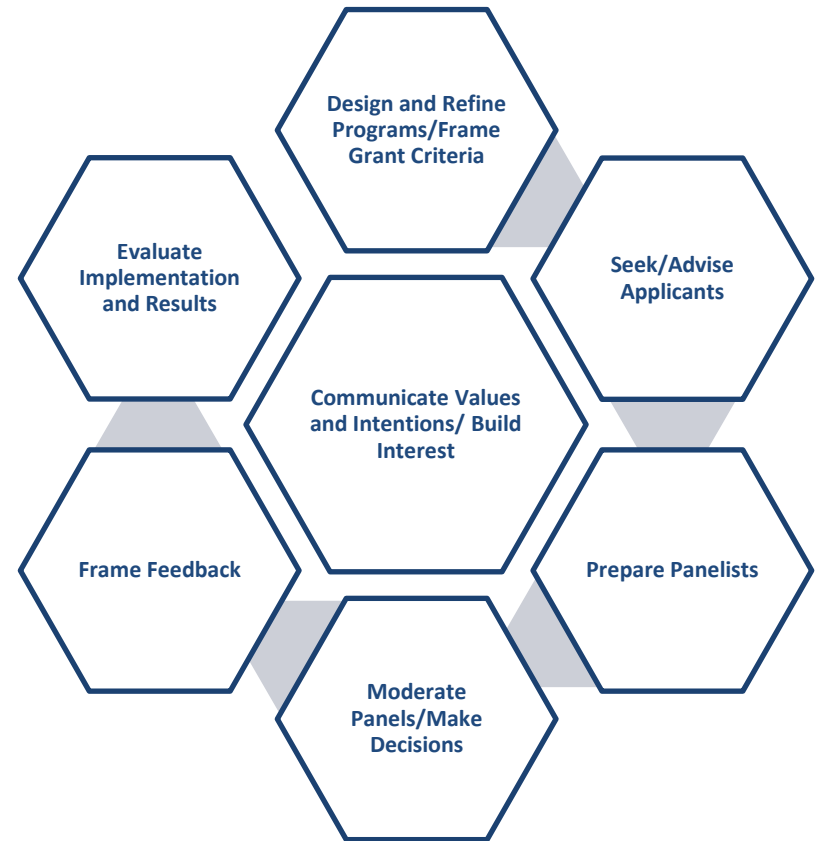 Design and Refine
Programs/Frame
Grant Criteria
Seek/Advise
Applicants
Prepare Panelists
Moderate
Panels/Make
Decisions
Frame Feedback
Evaluate
Implementation
and Results
Communicate Values
and Intentions/ Build
Interest